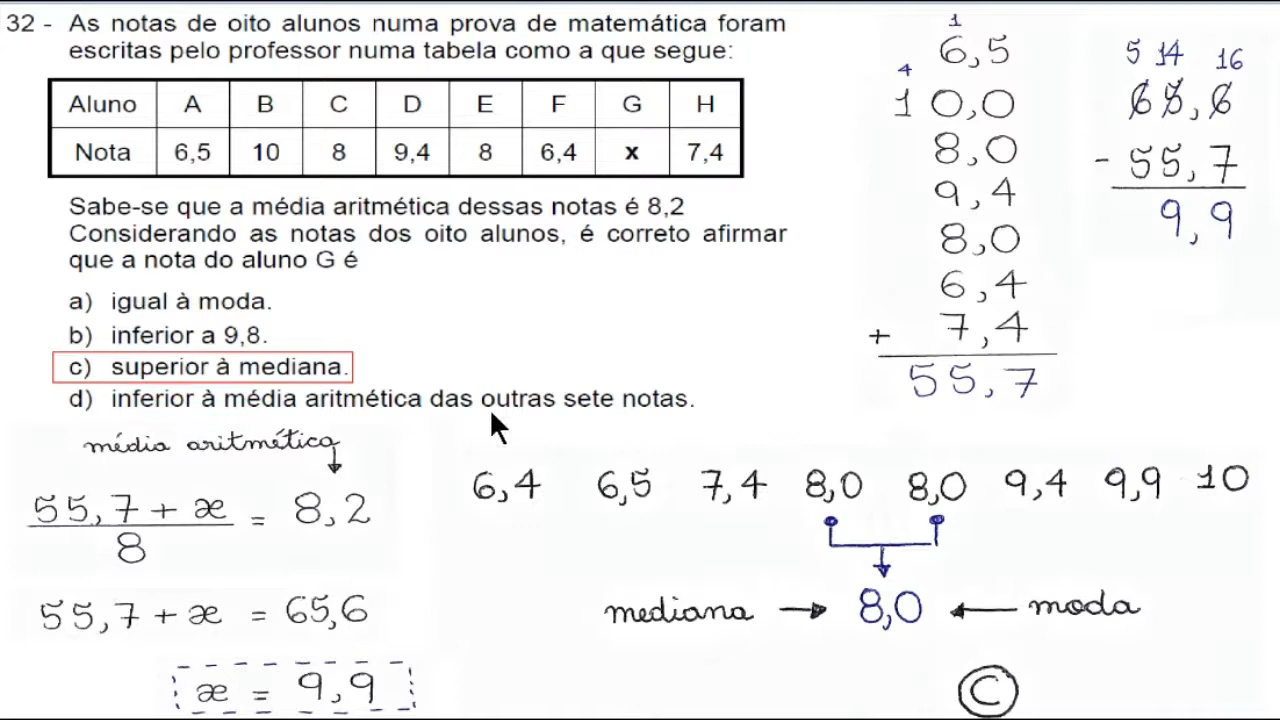 32 - As notas de oito alunos numa prova de matemática foram
escritas pelo professor numa tabela como a que segue:
Aluno A B C D E F G H
Nota 6,5 10 8 9,4 8 6,4 x 7,4
Sabe-se que a média aritmética dessas notas é 8,2
Considerando as notas dos oito alunos, é correto afirmar
que a nota do aluno G é
a) igual à moda.
b) inferior a 9,8.
c) superior à mediana.
d) inferior à média aritmética das outras sete notas.
média aritmética
55,7 + x = 8,2
8
55,7 + x = 65,6
x = 9,9
1
6,5
4
10,0
8,0
9,4
8,0
6,4
+ 7,4
55,7
5 14 16
65,6
- 55,7
9,9
6,4 6,5 7,4 8,0 8,0 9,4 9,9 10
mediana → 8,0 ← moda
C